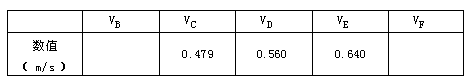 V_B V_C V_D V_E V_F
数值
（ m/s） 0.479 0.560 0.640